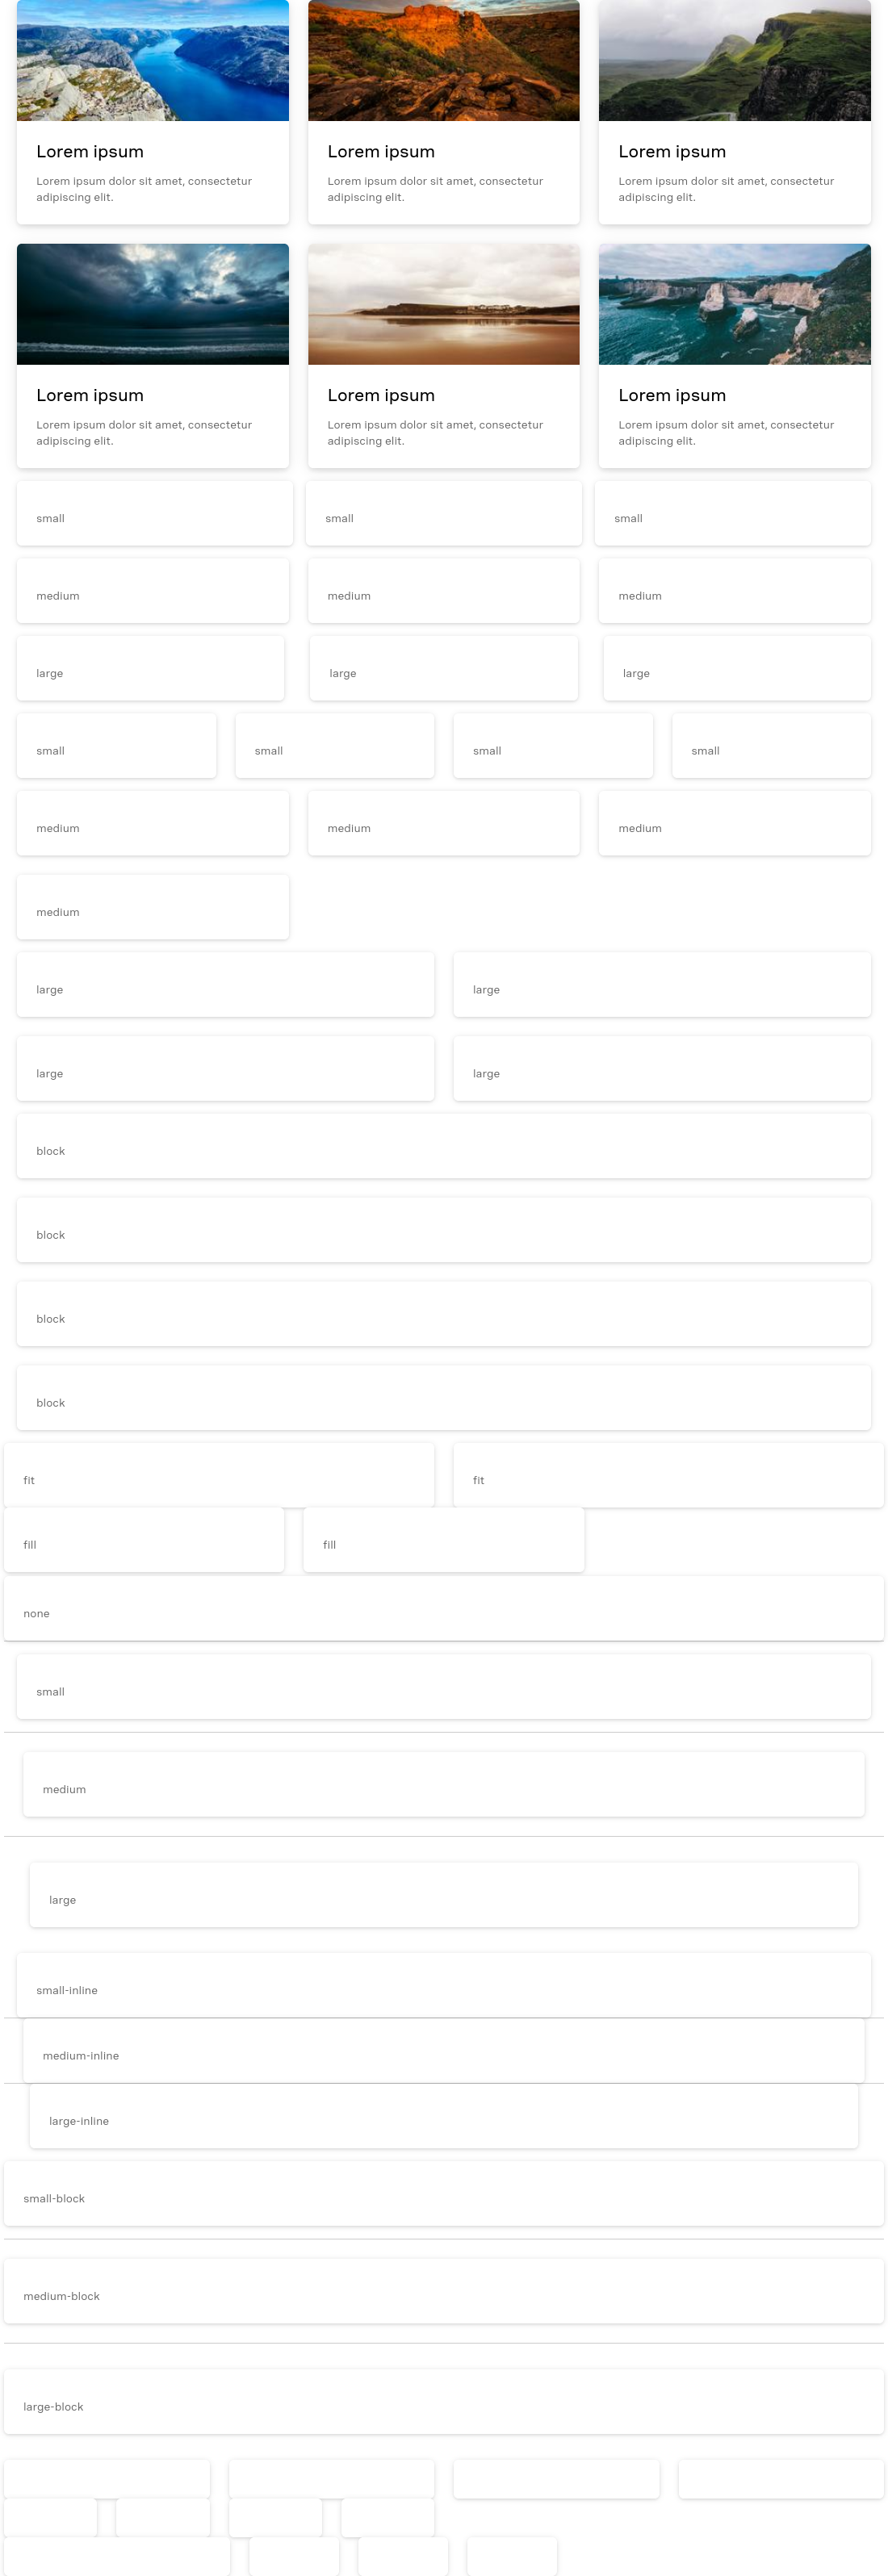 Lorem ipsum
Lorem ipsum
Lorem ipsum
Lorem ipsum dolor sit amet, consectetur
adipiscing elit.
Lorem ipsum dolor sit amet, consectetur
adipiscing elit.
Lorem ipsum dolor sit amet, consectetur
adipiscing elit.
Lorem ipsum
Lorem ipsum
Lorem ipsum
Lorem ipsum dolor sit amet, consectetur
adipiscing elit.
Lorem ipsum dolor sit amet, consectetur
adipiscing elit.
Lorem ipsum dolor sit amet, consectetur
adipiscing elit.
small
small
small
medium
medium
medium
large
large
large
small
small
small
small
medium
medium
medium
medium
large
large
large
large
block
block
block
block
fit
fit
fill
fill
none
small
medium
large
small-inline
medium-inline
large-inline
small-block
medium-block
large-block